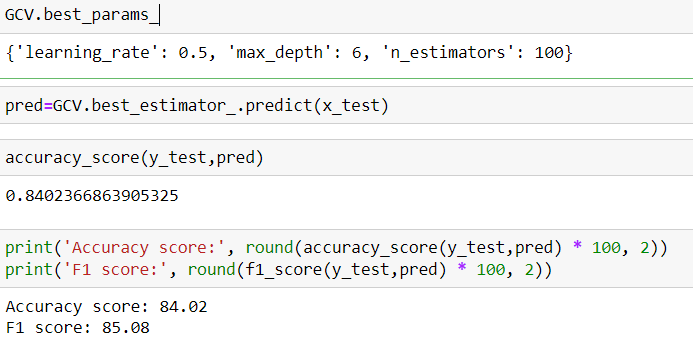 GCV.best_params_
{'learning_rate': 0.5, 'max_depth': 6, 'n_estimators': 100}
pred=GCV.best_estimator_.predict(x_test)
accuracy_score(y_test,pred)
0.8402366863905325
print('Accuracy score:', round(accuracy_score(y_test,pred) * 100, 2))
print('F1 score:', round(f1_score(y_test,pred) * 100, 2))
Accuracy score: 84.02
F1 score: 85.08